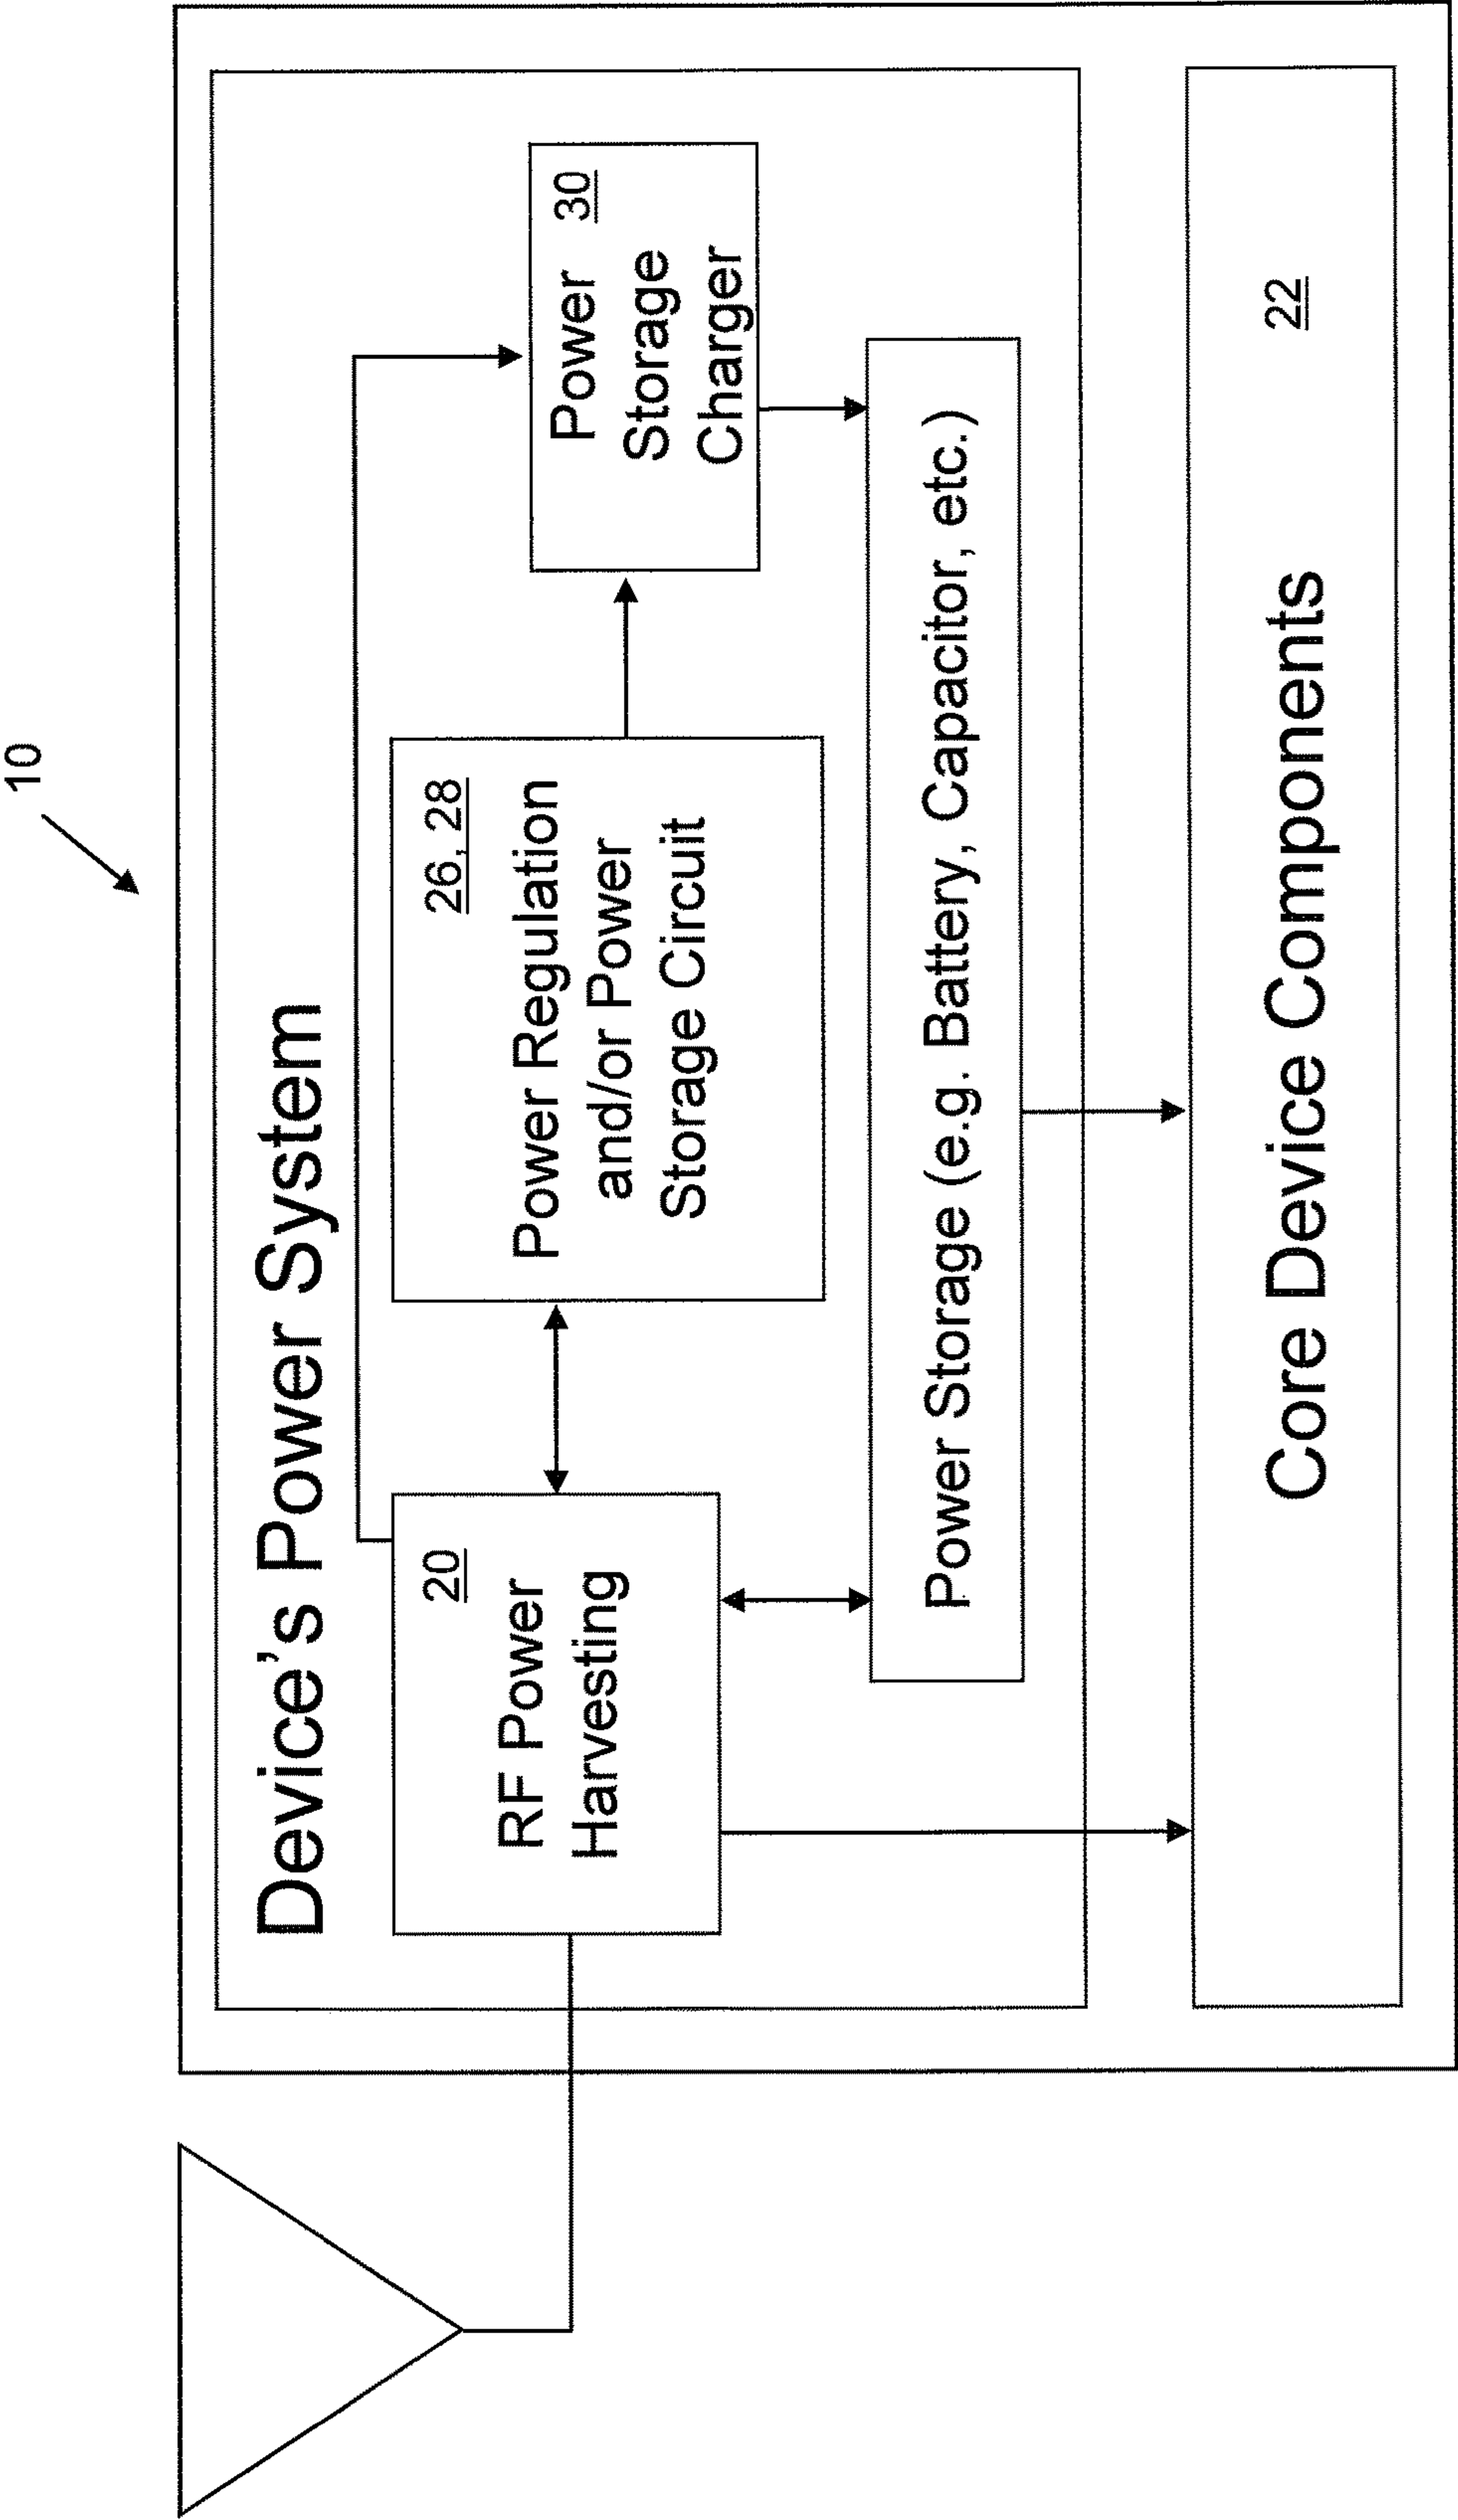 10
Device's Power System
20
RF Power
Harvesting
26, 28
Power Regulation
and/or Power
Storage Circuit
Power 30
Storage
Charger
Power Storage (e.g. Battery, Capacitor, etc.)
Core Device Components 22